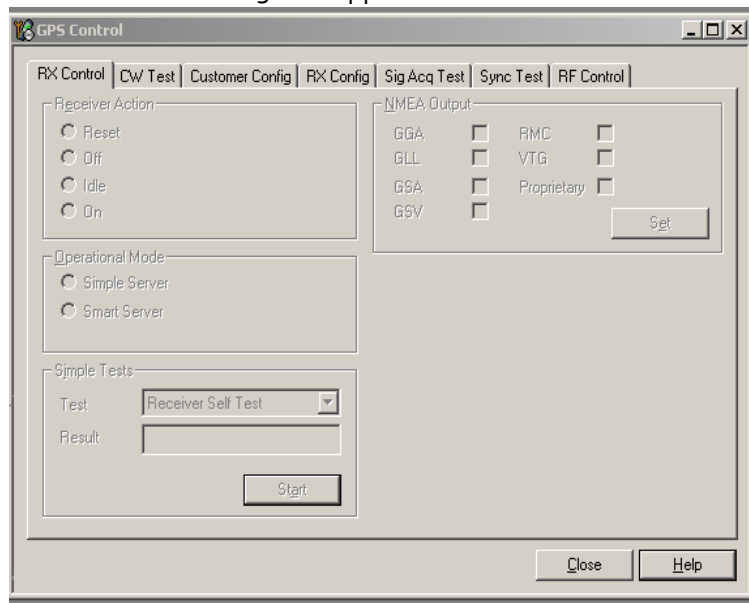 GPS Control
RX Control CW Test Customer Config RX Config Sig Acq Test Sync Test RF Control
Receiver Action
Reset
Off
Idle
On
Operational Mode
Simple Server
Smart Server
Simple Tests
Test Receiver Self Test
Result
Start
NMEA Output
GGA RMC
GLL VTG
GSA Proprietary
GSV
Set
Close Help